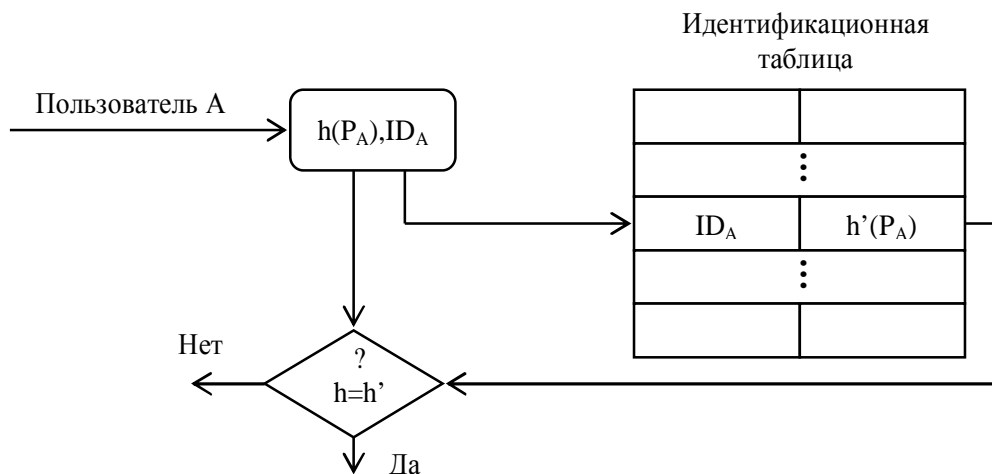 Идентификационная
таблица
Пользователь А
h(P_A),ID_A
⋮
ID_A
h’(P_A)
⋮
Нет
?
h=h’
Да